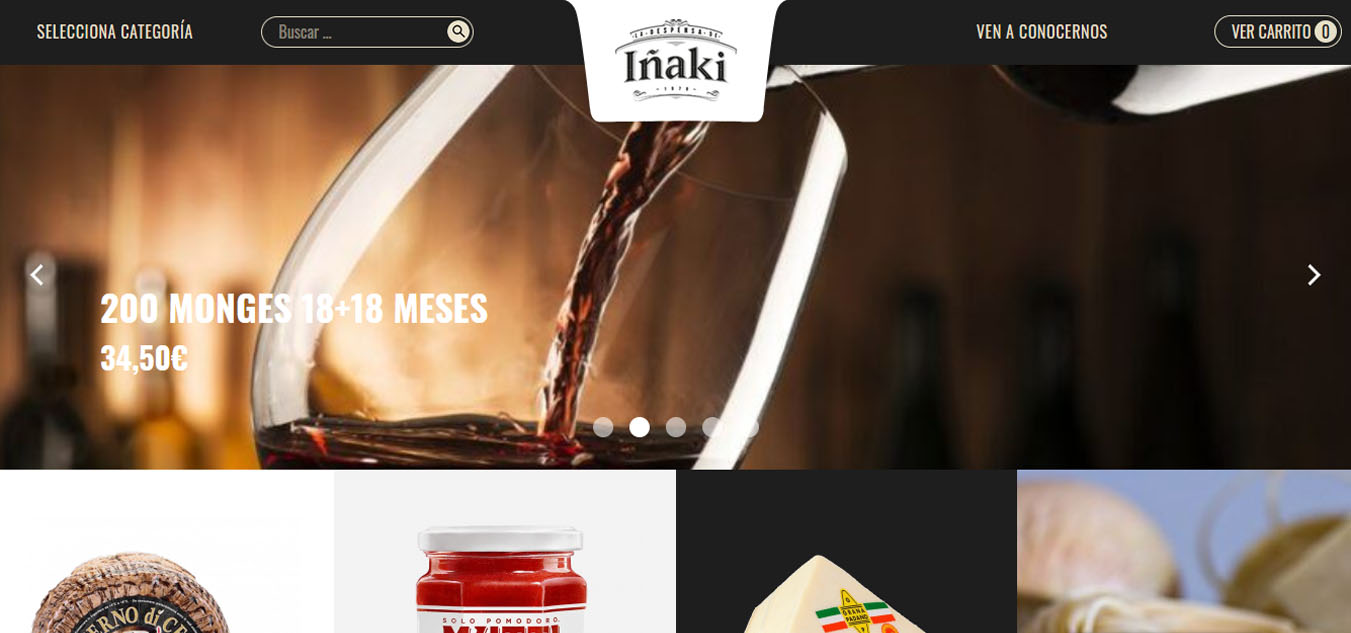 SELECCIONA CATEGORÍA
Buscar ...
LA DESPENSA DE
Iñaki
1970
VEN A CONOCERNOS
VER CARRITO 0
200 MONGES 18+18 MESES
34,50€
SOLO POMODORO
MUTTI
GRANA
PADANO